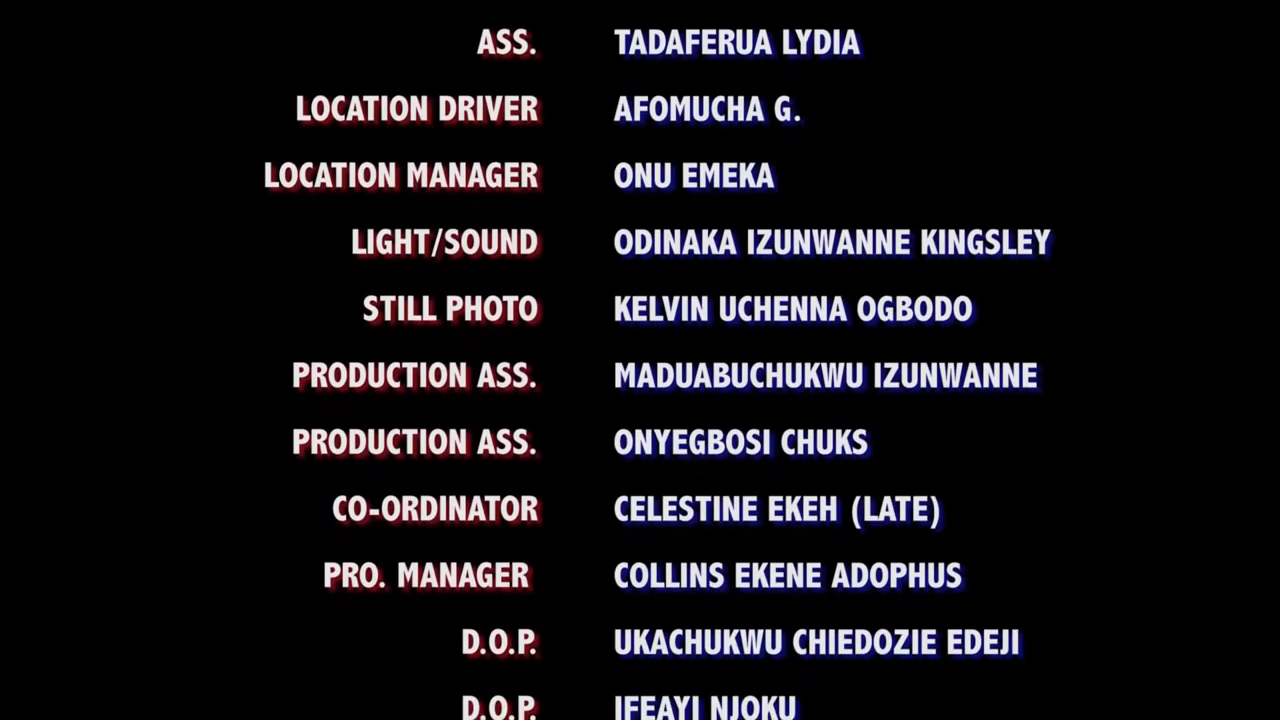 ASS. TADAFERUA LYDIA
LOCATION DRIVER AFOMUCHA G.
LOCATION MANAGER ONU EMEKA
LIGHT/SOUND ODINAKA IZUNWANNE KINGSLEY
STILL PHOTO KELVIN UCHENNA OGBODO
PRODUCTION ASS. MADUABUCHUKWU IZUNWANNE
PRODUCTION ASS. ONYEGBOSI CHUKS
CO-ORDINATOR CELESTINE EKEH (LATE)
PRO. MANAGER COLLINS EKENE ADOPHUS
D.O.P. UKACHUKWU CHIEDOZIE EDEJI
D.O.P. IFEAYI NJOKU